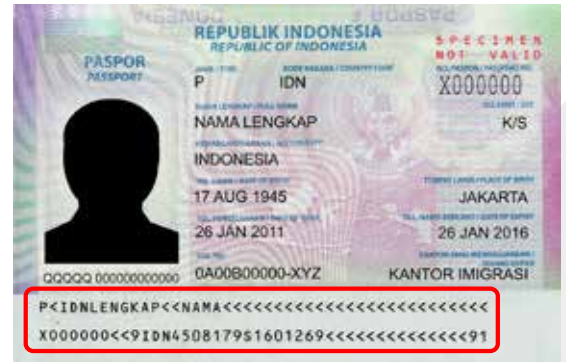 REPUBLIK INDONESIA
REPUBLIC OF INDONESIA
SPECIMEN
NOT VALID
PASPOR
PASSPORT
P IDN X000000
NAMA LENGKAP K/S
INDONESIA
17 AUG 1945 JAKARTA
26 JAN 2011 26 JAN 2016
0A00B00000-XYZ KANTOR IMIGRASI
QQQQQ 000000000000
P<IDNLENGKAP<<NAMA<<<<<<<<<<<<<<<<<<<<<<<<<<
X000000<<9IDN4508179S1601269<<<<<<<<<<<<<<91